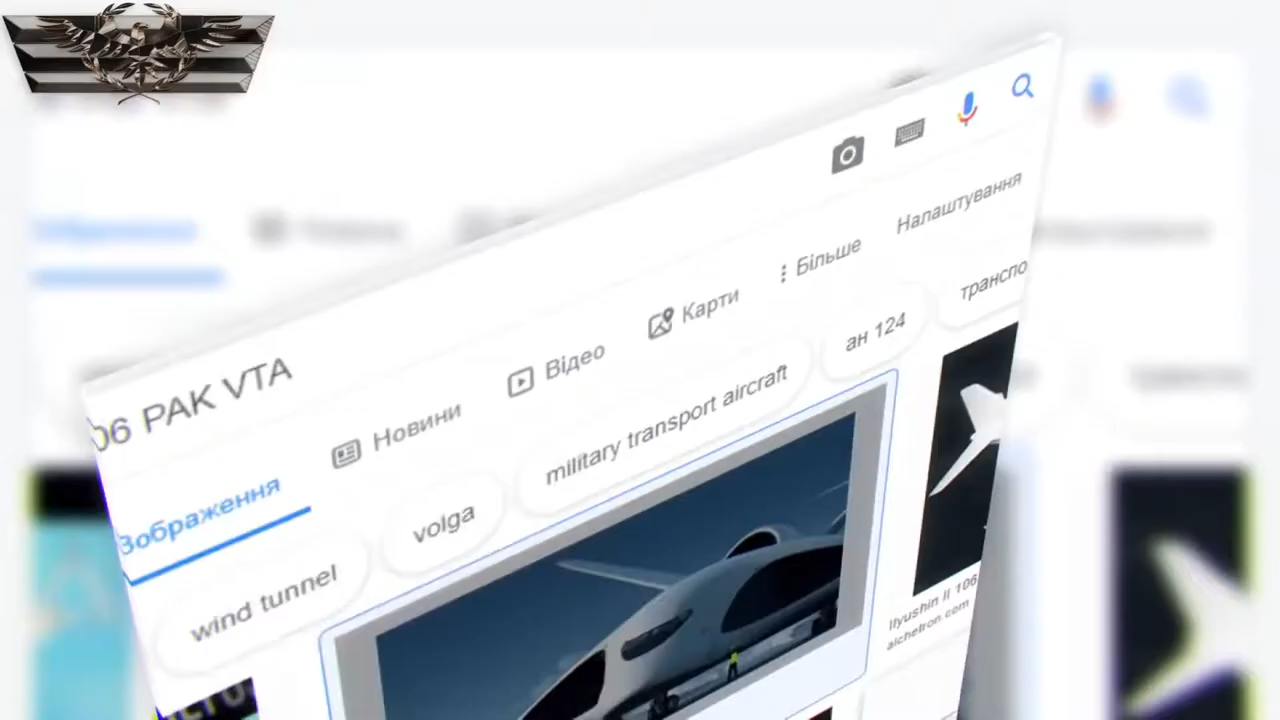 06 PAK VTA
Зображення
Новини
Відео
Карти
Більше
Налаштування
wind tunnel
volga
military transport aircraft
ан 124
транспо
Ilyushin Il 106
alchetron.com